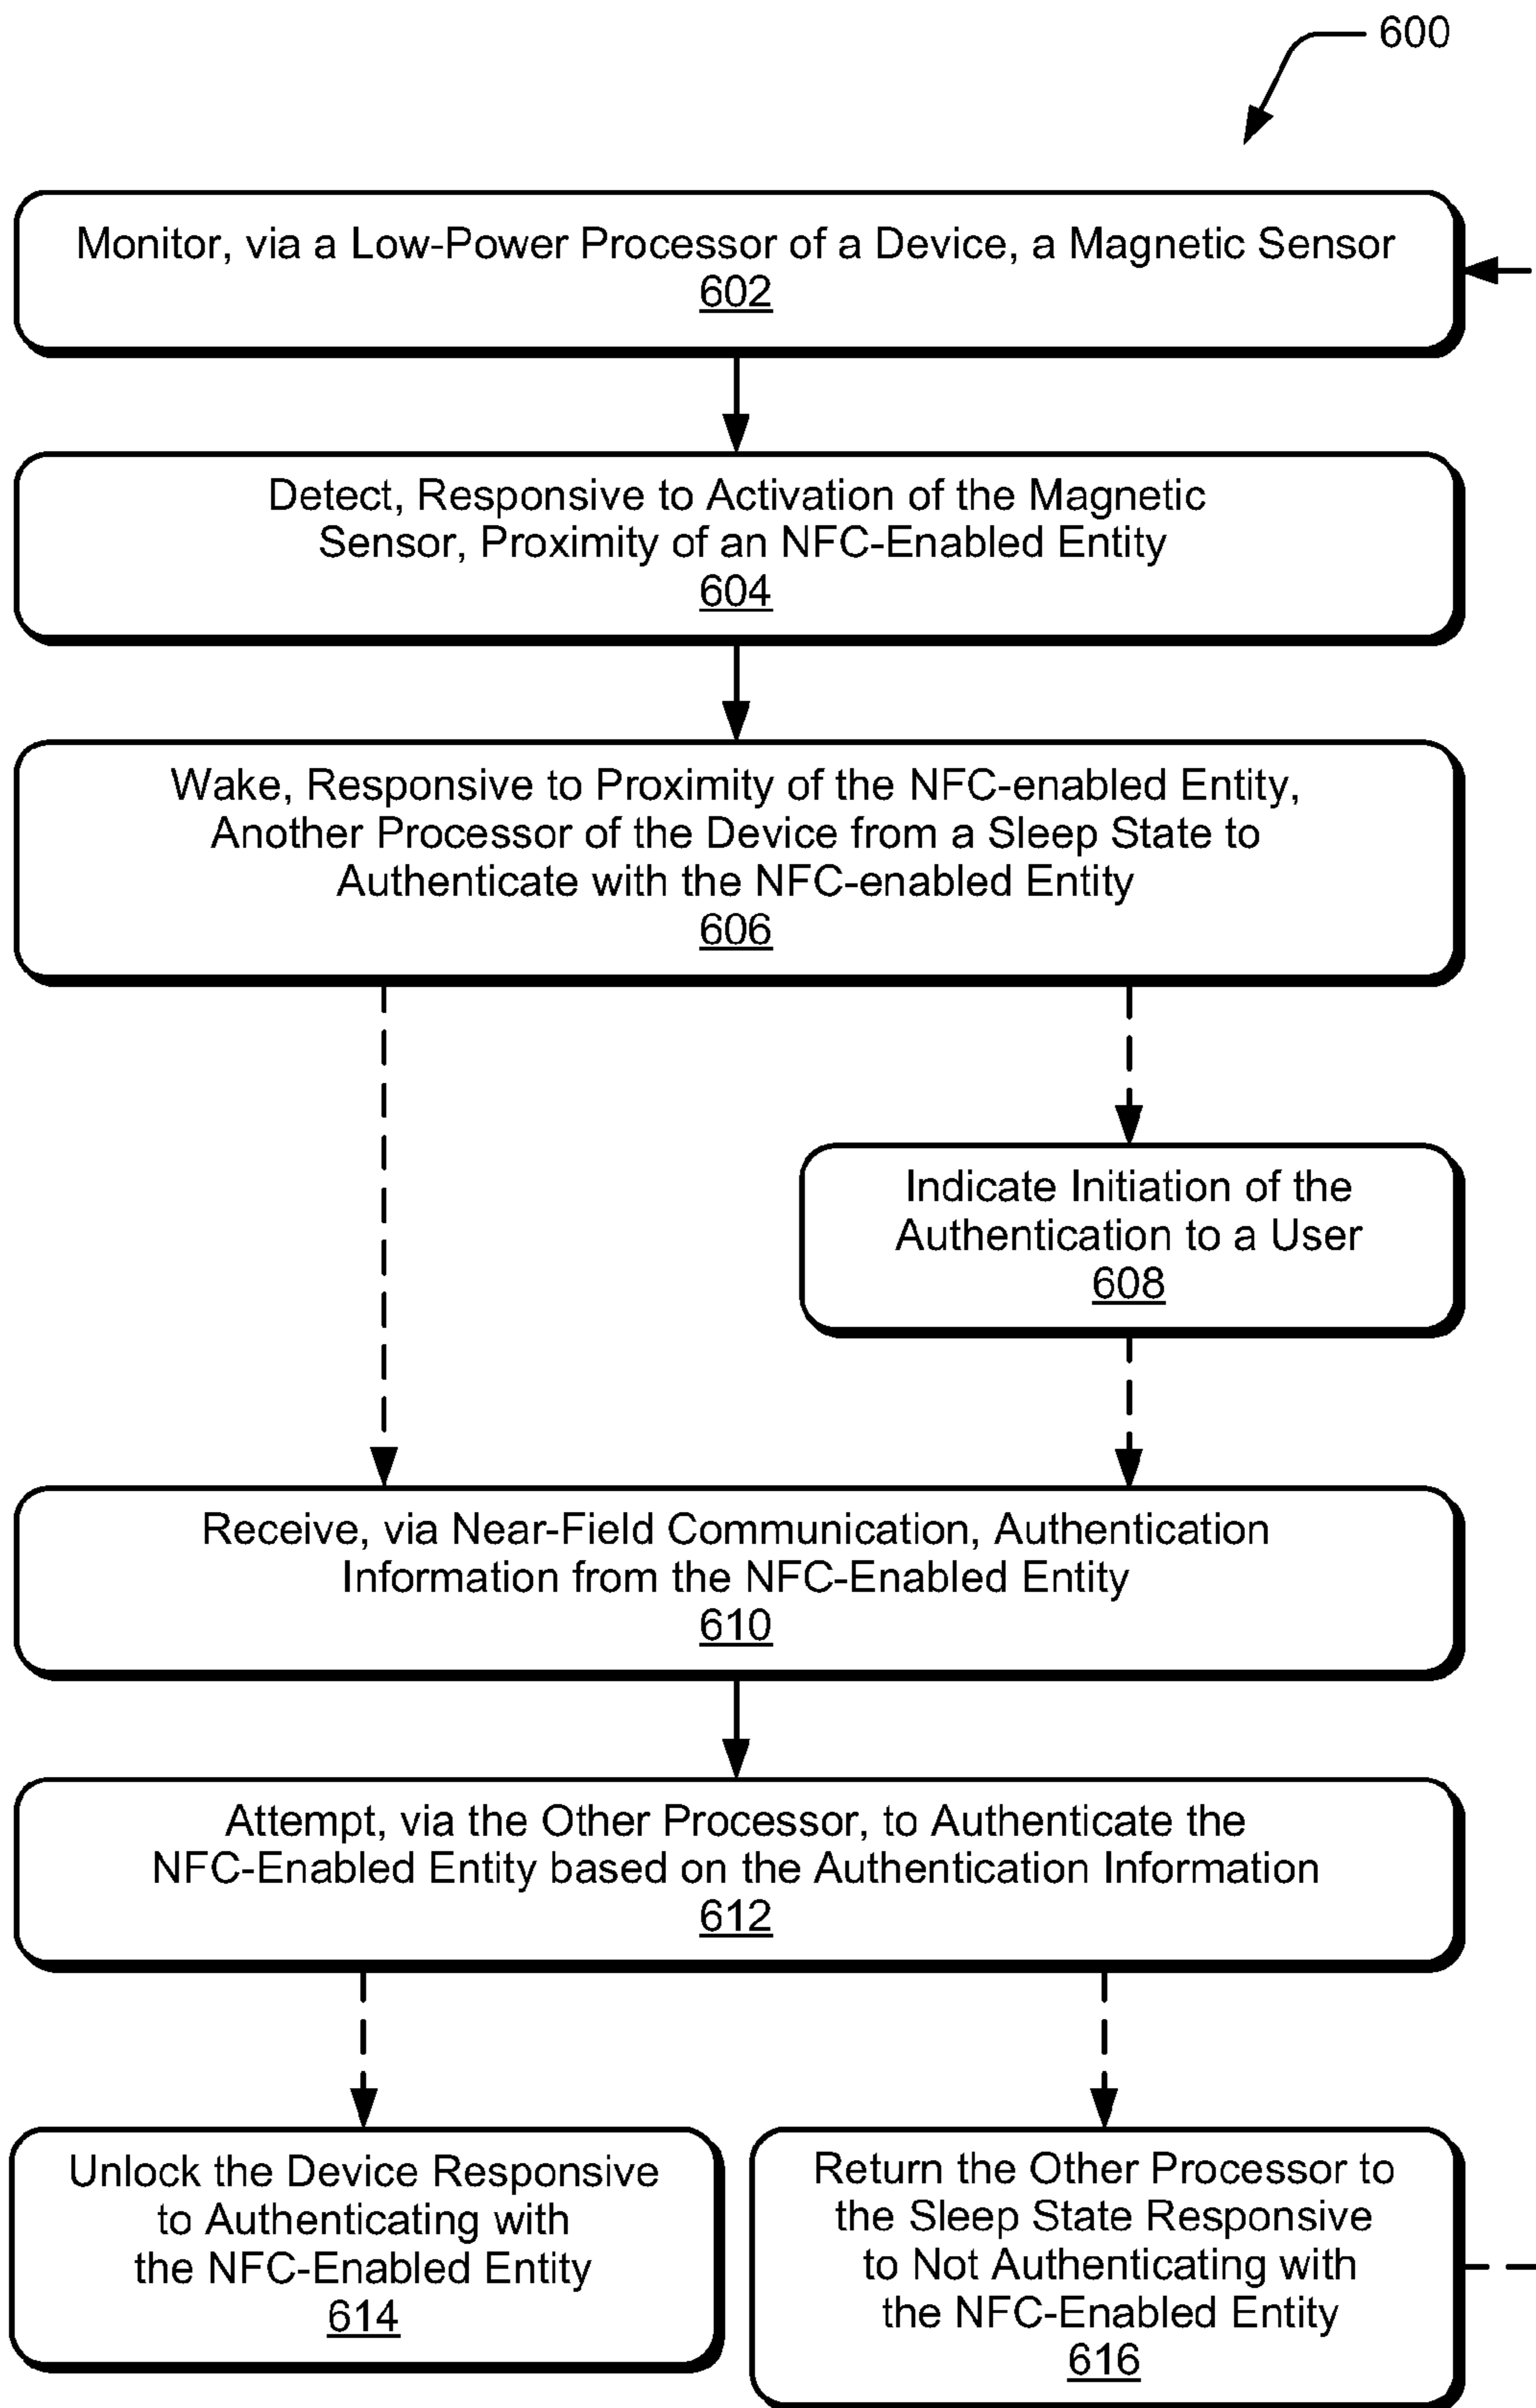 600
Monitor, via a Low-Power Processor of a Device, a Magnetic Sensor
602
Detect, Responsive to Activation of the Magnetic
Sensor, Proximity of an NFC-Enabled Entity
604
Wake, Responsive to Proximity of the NFC-enabled Entity,
Another Processor of the Device from a Sleep State to
Authenticate with the NFC-enabled Entity
606
Indicate Initiation of the
Authentication to a User
608
Receive, via Near-Field Communication, Authentication
Information from the NFC-Enabled Entity
610
Attempt, via the Other Processor, to Authenticate the
NFC-Enabled Entity based on the Authentication Information
612
Unlock the Device Responsive
to Authenticating with
the NFC-Enabled Entity
614
Return the Other Processor to
the Sleep State Responsive
to Not Authenticating with
the NFC-Enabled Entity
616